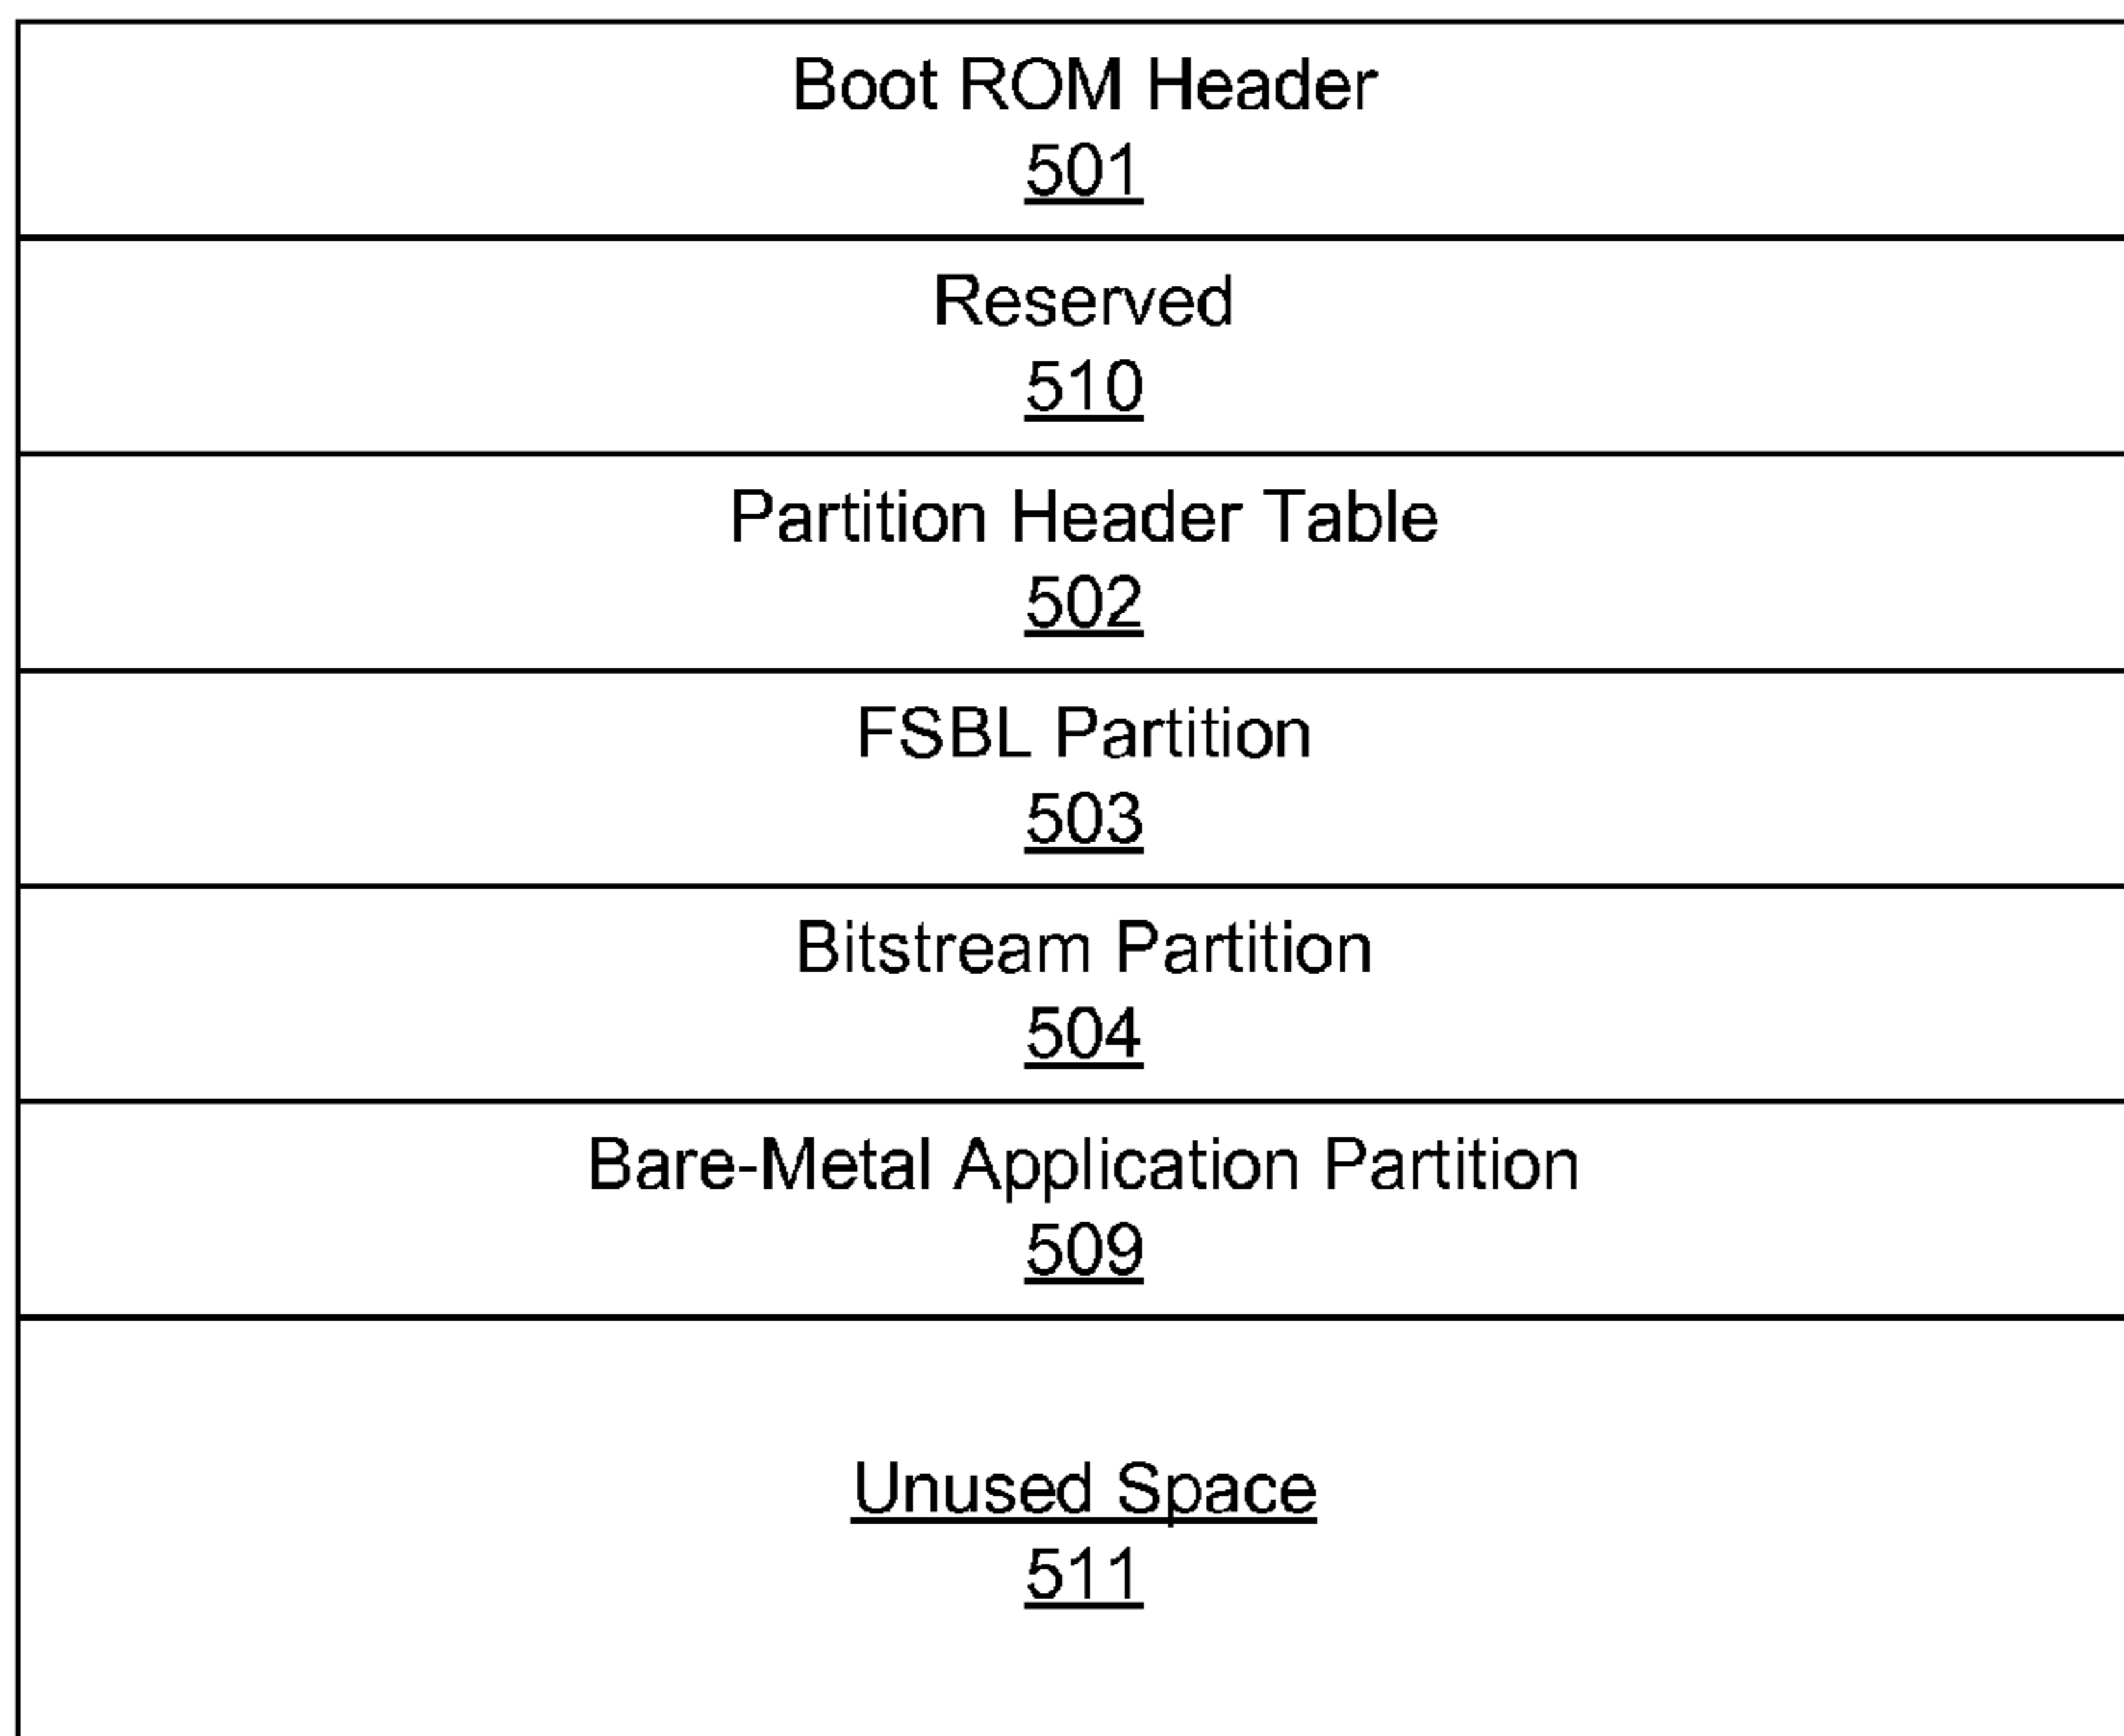 Boot ROM Header
501
Reserved
510
Partition Header Table
502
FSBL Partition
503
Bitstream Partition
504
Bare-Metal Application Partition
509
Unused Space
511